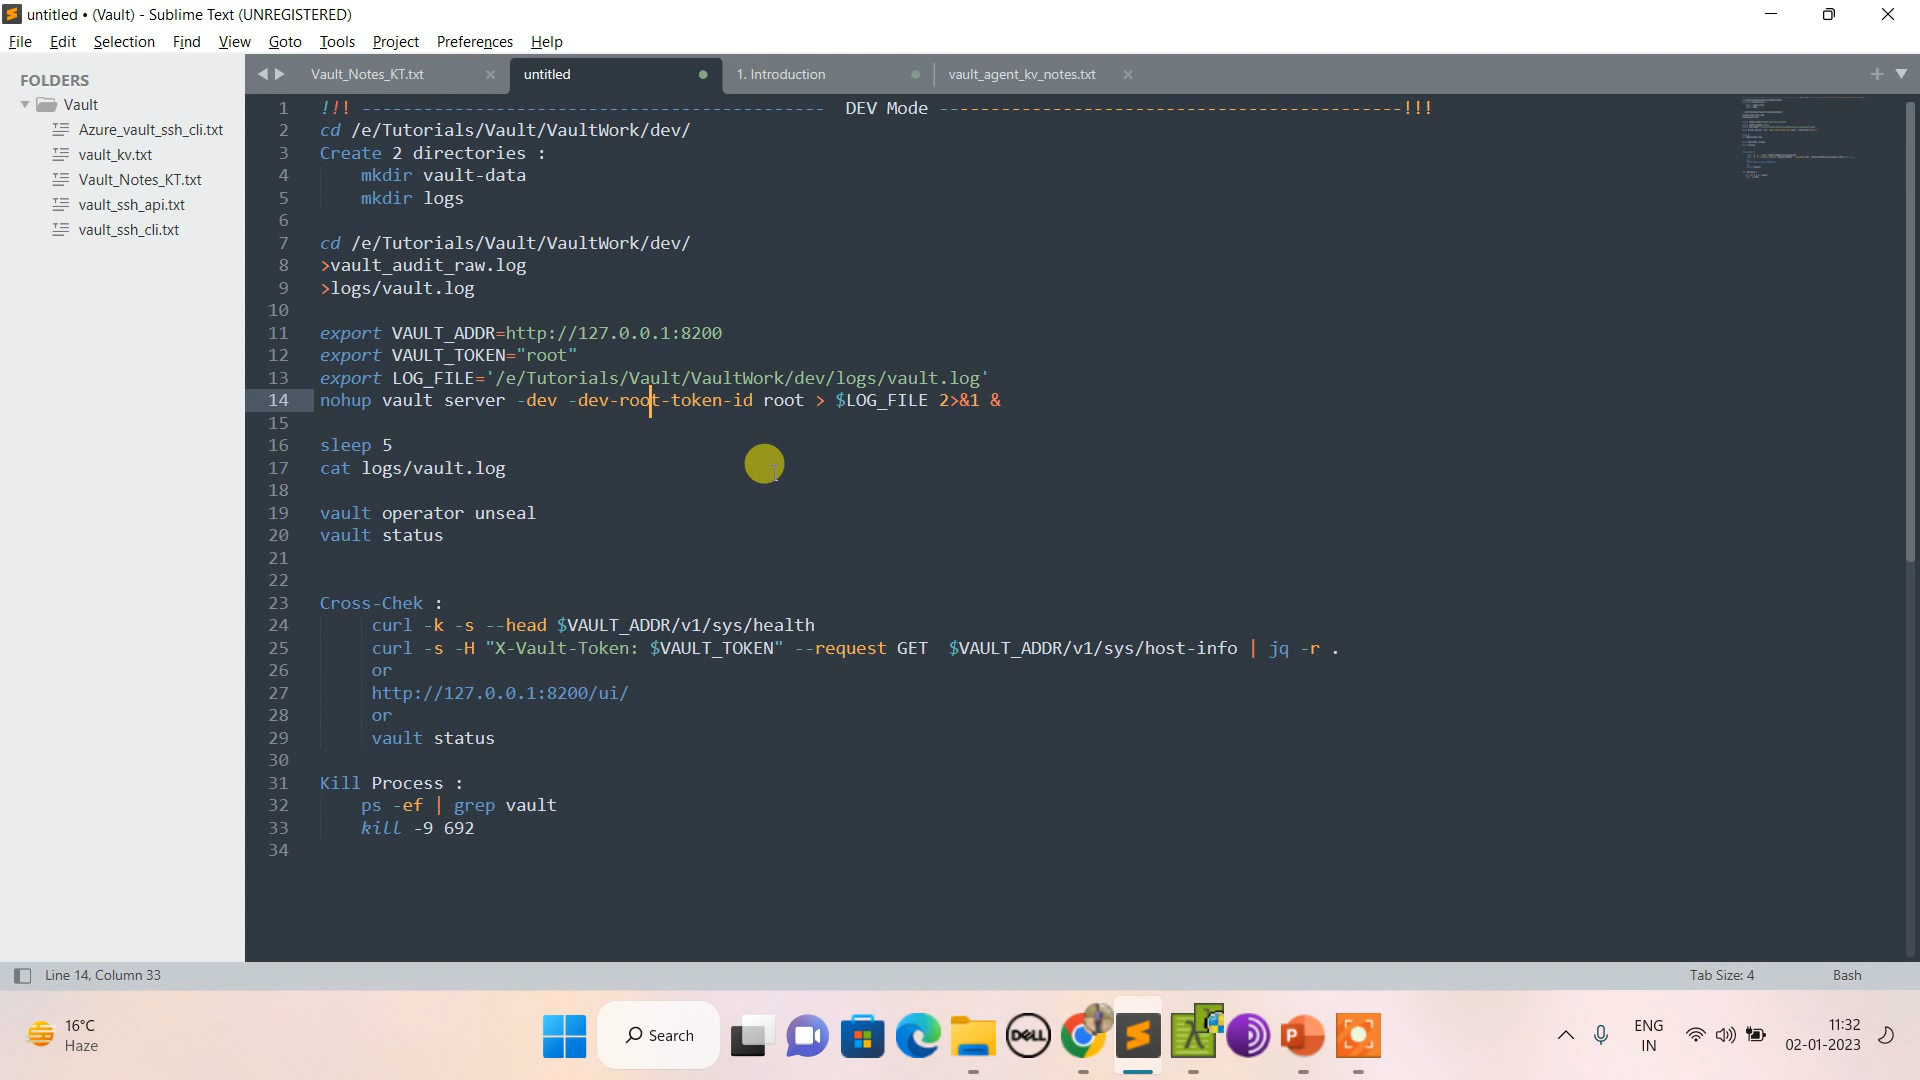 untitled • (Vault) - Sublime Text (UNREGISTERED)
File Edit Selection Find View Goto Tools Project Preferences Help
FOLDERS
Vault
Azure_vault_ssh_cli.txt
vault_kv.txt
Vault_Notes_KT.txt
vault_ssh_api.txt
vault_ssh_cli.txt
Vault_Notes_KT.txt untitled 1. Introduction vault_agent_kv_notes.txt
1 !!! --------------------------------------------- DEV Mode ---------------------------------------------!!!
2 cd /e/Tutorials/Vault/VaultWork/dev/
3 Create 2 directories :
4 mkdir vault-data
5 mkdir logs
6
7 cd /e/Tutorials/Vault/VaultWork/dev/
8 >vault_audit_raw.log
9 >logs/vault.log
10
11 export VAULT_ADDR=http://127.0.0.1:8200
12 export VAULT_TOKEN="root"
13 export LOG_FILE='/e/Tutorials/Vault/VaultWork/dev/logs/vault.log'
14 nohup vault server -dev -dev-root-token-id root > $LOG_FILE 2>&1 &
15
16 sleep 5
17 cat logs/vault.log
18
19 vault operator unseal
20 vault status
21
22
23 Cross-Chek :
24 curl -k -s --head $VAULT_ADDR/v1/sys/health
25 curl -s -H "X-Vault-Token: $VAULT_TOKEN" --request GET  $VAULT_ADDR/v1/sys/host-info | jq -r .
26 or
27 http://127.0.0.1:8200/ui/
28 or
29 vault status
30
31 Kill Process :
32 ps -ef | grep vault
33 kill -9 692
34
Line 14, Column 33 Tab Size: 4 Bash
16°C
Haze
Search
DELL
ENG
IN
11:32
02-01-2023